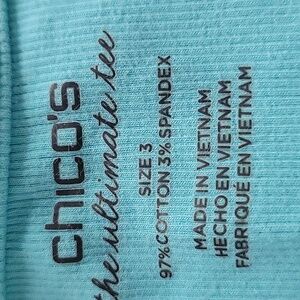 chico's
the ultimate tee
SIZE 3
97% COTTON 3% SPANDEX
MADE IN VIETNAM
HECHO EN VIETNAM
FABRIQUÉ EN VIETNAM